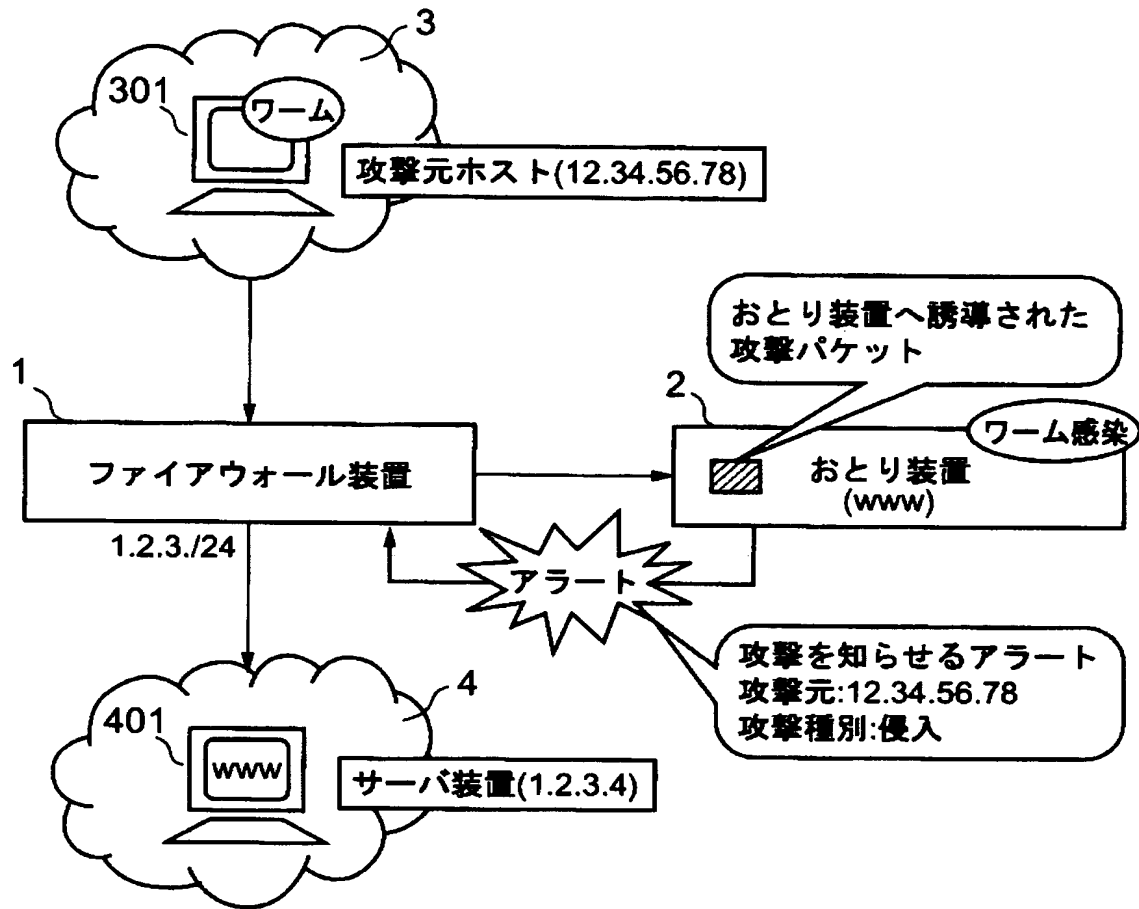 3
301
ワーム
攻撃元ホスト(12.34.56.78)
おとり装置へ誘導された
攻撃パケット
1
2
ワーム感染
ファイアウォール装置
おとり装置
(www)
1.2.3./24
アラート
攻撃を知らせるアラート
攻撃元:12.34.56.78
攻撃種別:侵入
4
401
www
サーバ装置(1.2.3.4)